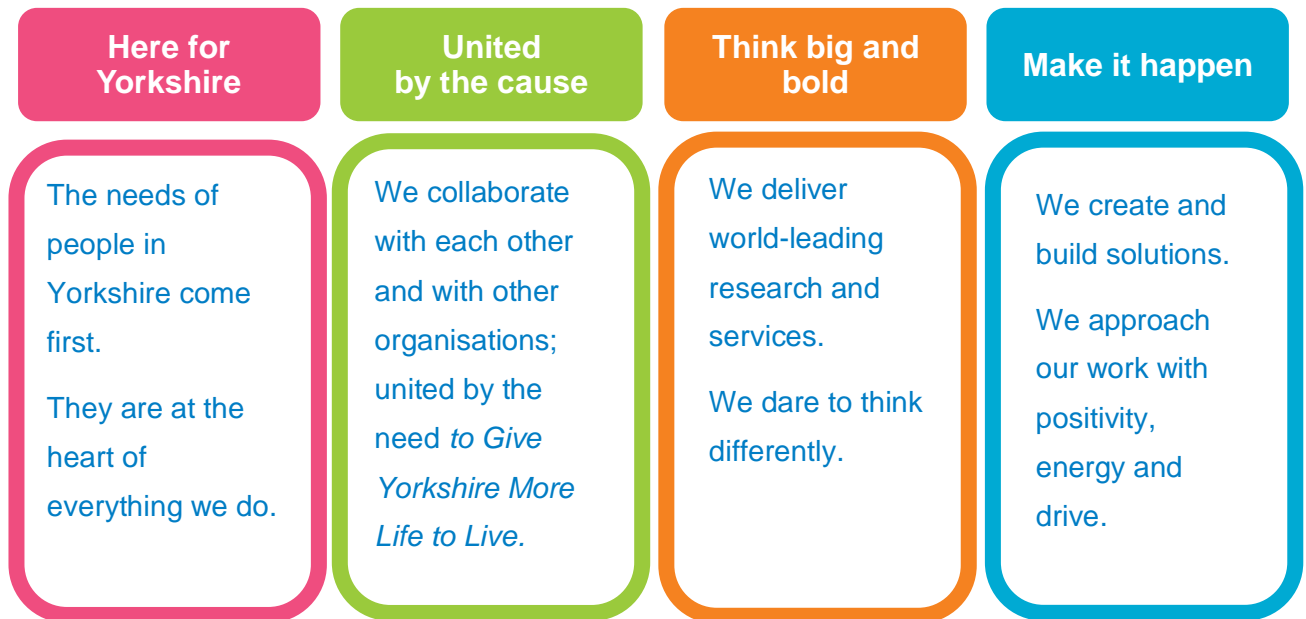 Here for
Yorkshire
The needs of
people in
Yorkshire come
first.
They are at the
heart of
everything we do.
United
by the cause
We collaborate
with each other
and with other
organisations;
united by the
need to Give
Yorkshire More
Life to Live.
Think big and
bold
We deliver
world-leading
research and
services.
We dare to think
differently.
Make it happen
We create and
build solutions.
We approach
our work with
positivity,
energy and
drive.